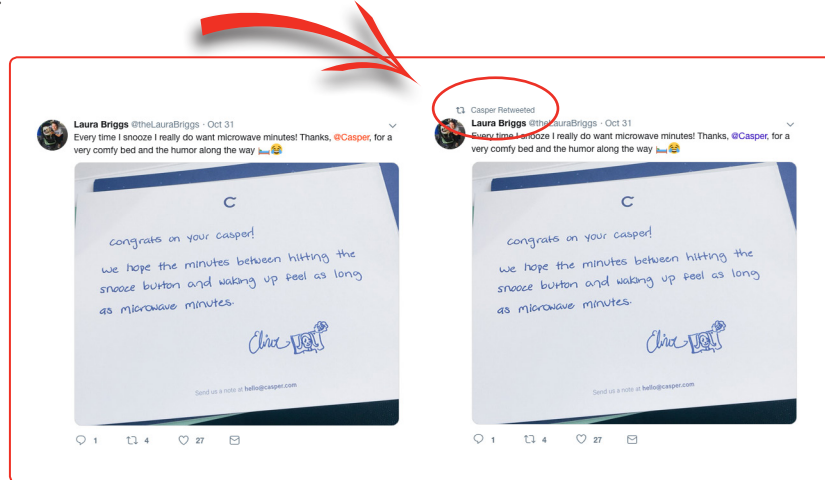 Laura Briggs @theLauraBriggs · Oct 31
Every time I snooze I really do want microwave minutes! Thanks, @Casper, for a
very comfy bed and the humor along the way 🛏️😂
C
congrats on your casper!
we hope the minutes between hitting the
snooze button and waking up feel as long
as microwave minutes.
Send us a note at hello@casper.com
1 4 27
Casper Retweeted
Laura Briggs @theLauraBriggs · Oct 31
Every time I snooze I really do want microwave minutes! Thanks, @Casper, for a
very comfy bed and the humor along the way 🛏️😂
C
congrats on your casper!
we hope the minutes between hitting the
snooze button and waking up feel as long
as microwave minutes.
Send us a note at hello@casper.com
1 4 27